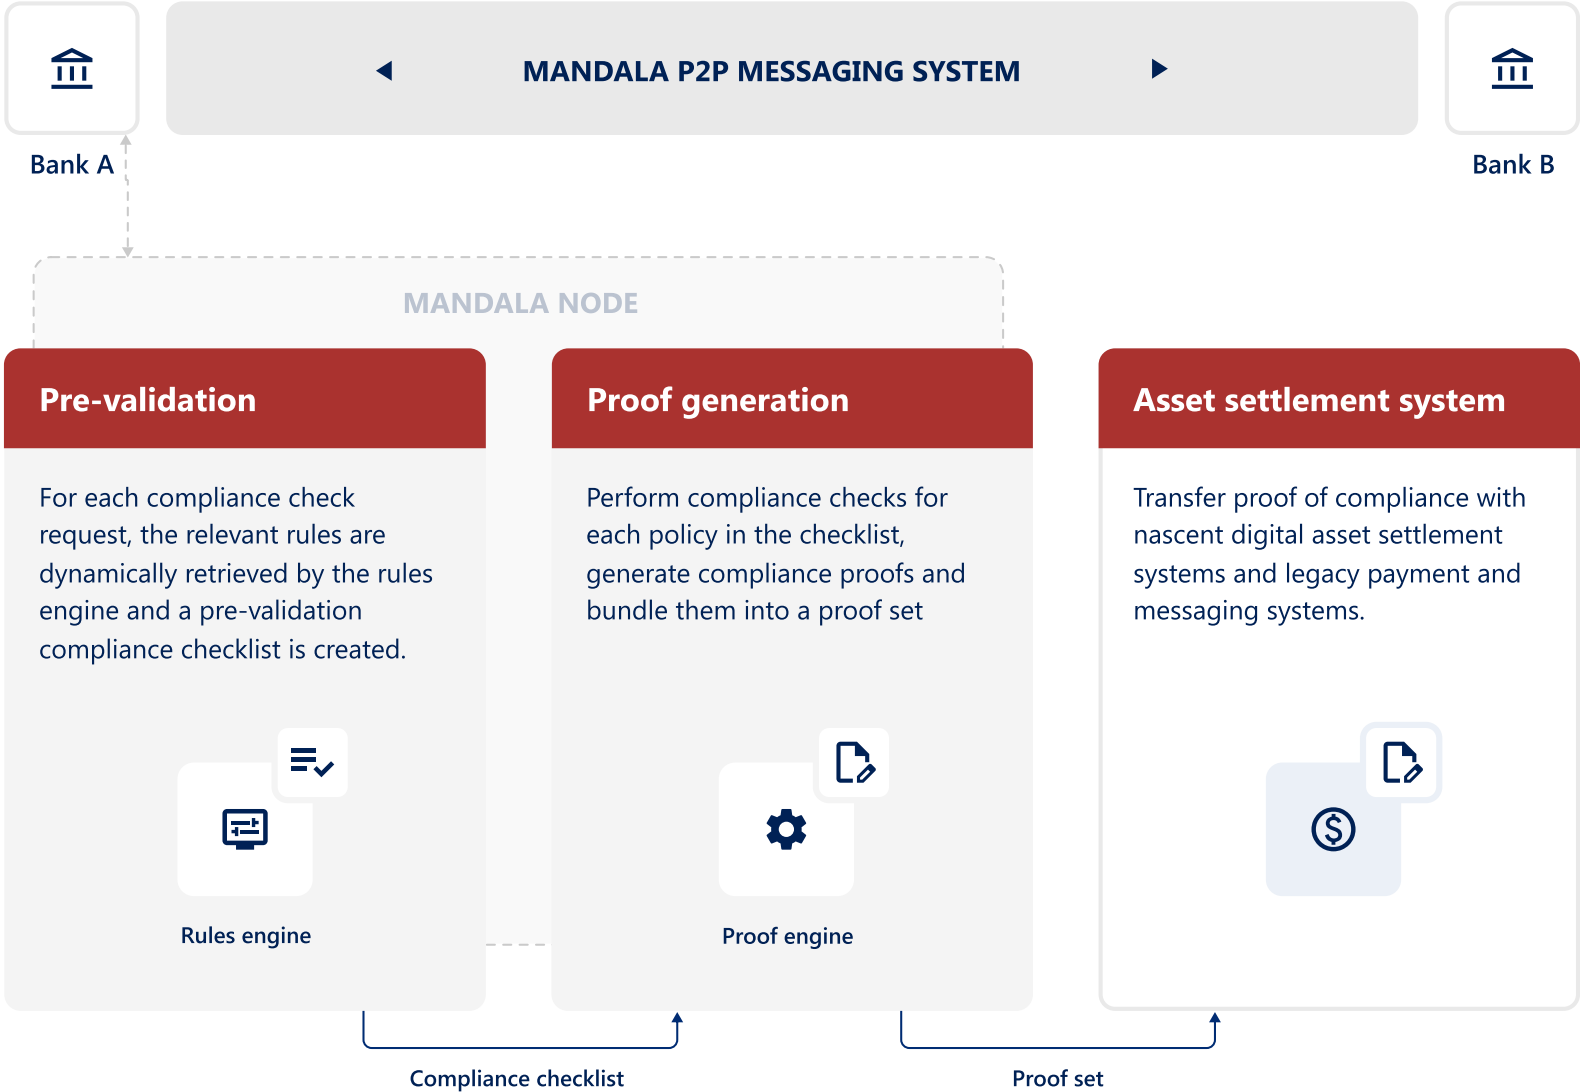 MANDALA P2P MESSAGING SYSTEM
Bank A
Bank B
MANDALA NODE
Pre-validation
For each compliance check
request, the relevant rules are
dynamically retrieved by the rules
engine and a pre-validation
compliance checklist is created.
Rules engine
Proof generation
Perform compliance checks for
each policy in the checklist,
generate compliance proofs and
bundle them into a proof set
Proof engine
Asset settlement system
Transfer proof of compliance with
nascent digital asset settlement
systems and legacy payment and
messaging systems.
Compliance checklist
Proof set